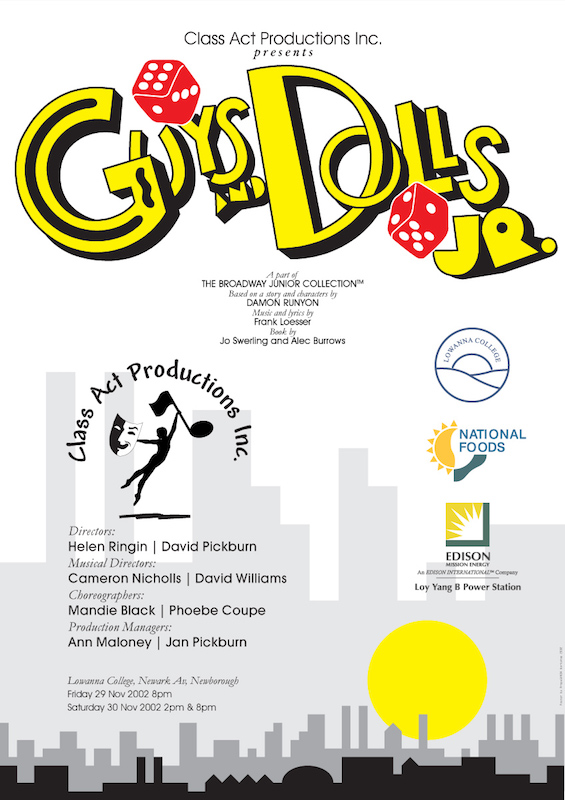 Class Act Productions Inc.
presents
GUYS AND DOLLS JR.
A part of
THE BROADWAY JUNIOR COLLECTION™
Based on a story and characters by
DAMON RUNYON
Music and lyrics by
Frank Loesser
Book by
Jo Swerling and Alec Burrows
LOWANNA COLLEGE
Class Act Productions Inc.
NATIONAL
FOODS
EDISON
MISSION ENERGY
An EDISON INTERNATIONAL™ Company
Loy Yang B Power Station
Directors:
Helen Ringin | David Pickburn
Musical Directors:
Cameron Nicholls | David Williams
Choreographers:
Mandie Black | Phoebe Coupe
Production Managers:
Ann Maloney | Jan Pickburn
Lowanna College, Newark Av, Newborough
Friday 29 Nov 2002 8pm
Saturday 30 Nov 2002 2pm & 8pm